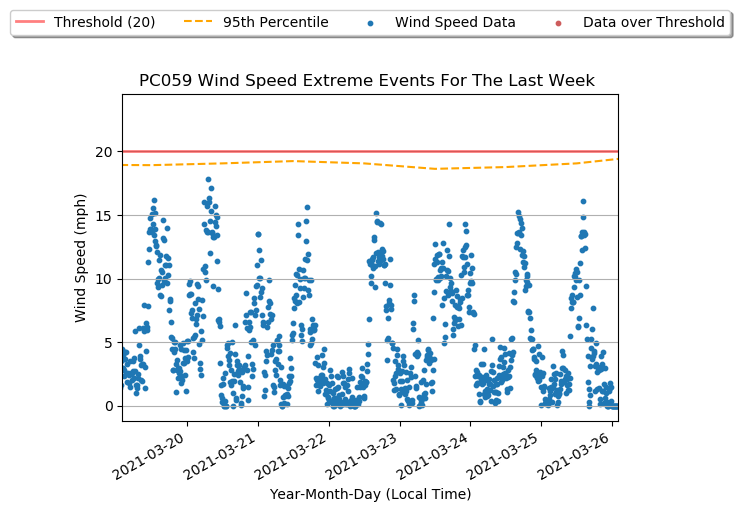 Threshold (20) 95th Percentile Wind Speed Data Data over Threshold
PC059 Wind Speed Extreme Events For The Last Week
20
15
10
5
0
Wind Speed (mph)
2021-03-20 2021-03-21 2021-03-22 2021-03-23 2021-03-24 2021-03-25 2021-03-26
Year-Month-Day (Local Time)